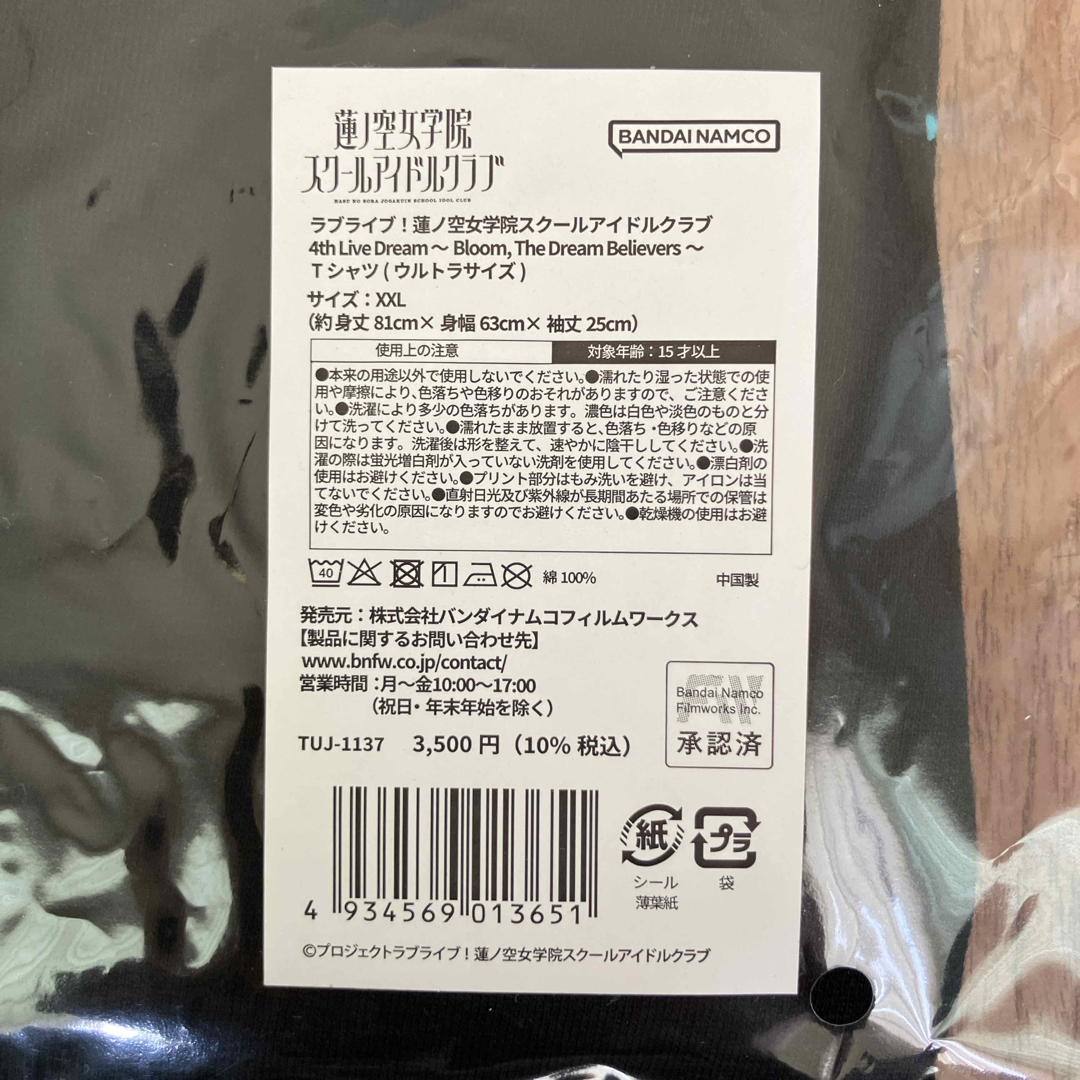 蓮ノ空女学院
スクールアイドルクラブ
HASU NO SORA JOGAKUIN SCHOOL IDOL CLUB
BANDAI NAMCO
ラブライブ！蓮ノ空女学院スクールアイドルクラブ
4th Live Dream ～ Bloom, The Dream Believers ～
Tシャツ ( ウルトラサイズ )
サイズ：XXL
（約 身丈 81cm× 身幅 63cm× 袖丈 25cm）
使用上の注意
対象年齢：15 才以上
●本来の用途以外で使用しないでください。●濡れたり湿った状態での使
用や摩擦により、色落ちや色移りのおそれがありますので、ご注意くださ
い。●洗濯により多少の色落ちがあります。濃色は白色や淡色のものと分
けて洗ってください。●濡れたまま放置すると、色落ち・色移りなどの原
因になります。洗濯後は形を整えて、速やかに陰干ししてください。●洗
濯の際は蛍光増白剤が入っていない洗剤を使用してください。●漂白剤の
使用はお避けください。●プリント部分はもみ洗いを避け、アイロンは当
てないでください。●直射日光及び紫外線が長期間あたる場所での保管は
変色や劣化の原因になりますのでお避けください。●乾燥機の使用はお避
けください。
40
綿 100%
中国製
発売元：株式会社バンダイナムコフィルムワークス
【製品に関するお問い合わせ先】
www.bnfw.co.jp/contact/
営業時間：月～金10:00～17:00
（祝日・年末年始を除く）
Bandai Namco
Filmworks Inc.
承認済
TUJ-1137 3,500 円（10% 税込）
4 934569 013651
紙
シール
薄葉紙
プラ
袋
©プロジェクトラブライブ！蓮ノ空女学院スクールアイドルクラブ